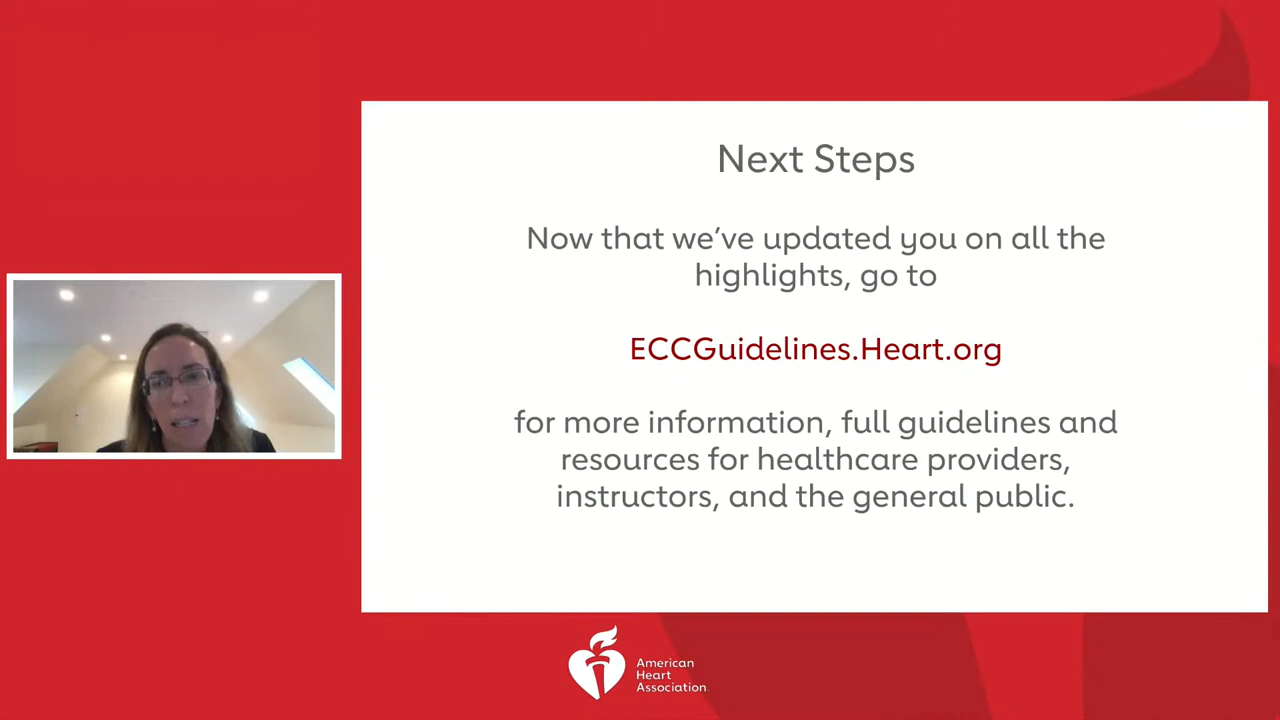 Next Steps
Now that we've updated you on all the
highlights, go to
ECCGuidelines.Heart.org
for more information, full guidelines and
resources for healthcare providers,
instructors, and the general public.
American
Heart
Association.